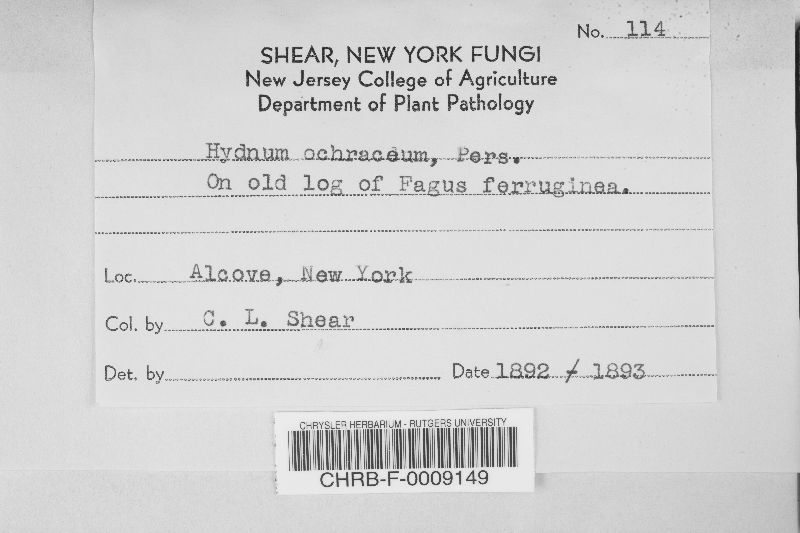 No. 114
SHEAR, NEW YORK FUNGI
New Jersey College of Agriculture
Department of Plant Pathology
Hydnum ochraceum, Pers.
On old log of Fagus ferruginea.
Loc. Alcove, New York
Col. by C. L. Shear
Det. by Date 1892 / 1893
CHRYSLER HERBARIUM - RUTGERS UNIVERSITY
CHRB-F-0009149